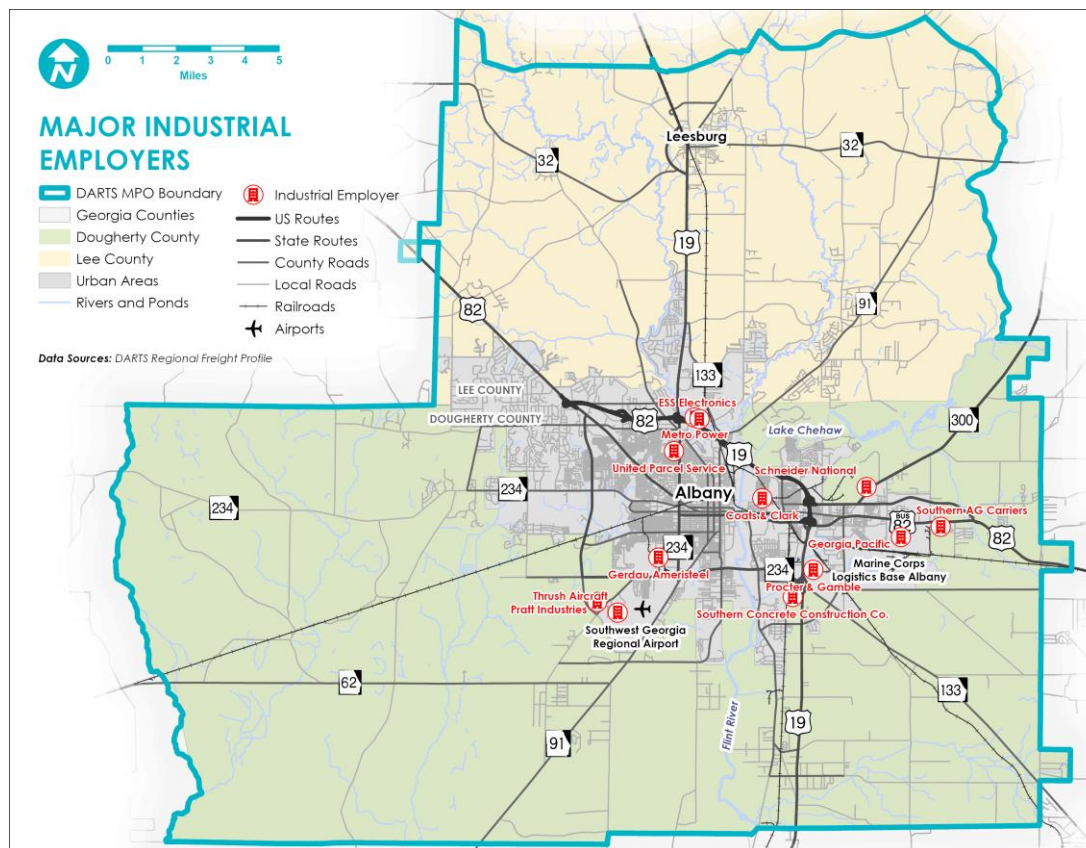 N
0 1 2 3 4 5
Miles
MAJOR INDUSTRIAL
EMPLOYERS
DARTS MPO Boundary
Georgia Counties
Dougherty County
Lee County
Urban Areas
Rivers and Ponds
Industrial Employer
US Routes
State Routes
County Roads
Local Roads
Railroads
Airports
Data Sources: DARTS Regional Freight Profile
Leesburg
32
32
19
82
91
133
LEE COUNTY
DOUGHERTY COUNTY
ESS Electronics
82
Metro Power
Lake Chehaw
300
19
United Parcel Service
Schneider National
234
234
Albany
Coats & Clark
Southern AG Carriers
BUS
82
82
Georgia Pacific
234
Marine Corps
Logistics Base Albany
Gerdau Ameristeel
234
Procter & Gamble
Thrush Aircraft
Pratt Industries
Southern Concrete Construction Co.
Southwest Georgia
Regional Airport
62
133
Flint River
19
91